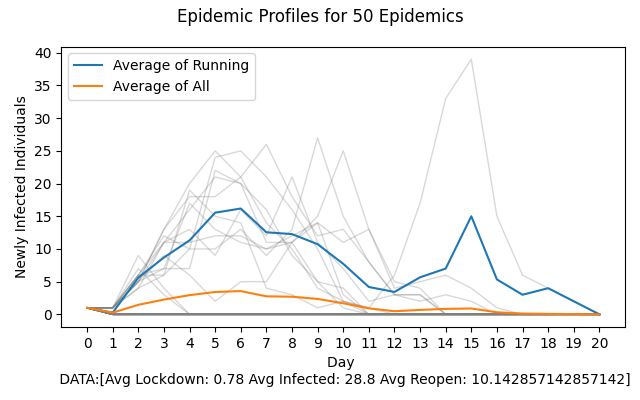 Epidemic Profiles for 50 Epidemics
40
35
30
25
20
15
10
5
0
Newly Infected Individuals
Average of Running
Average of All
0 1 2 3 4 5 6 7 8 9 10 11 12 13 14 15 16 17 18 19 20
Day
DATA:[Avg Lockdown: 0.78 Avg Infected: 28.8 Avg Reopen: 10.142857142857142]